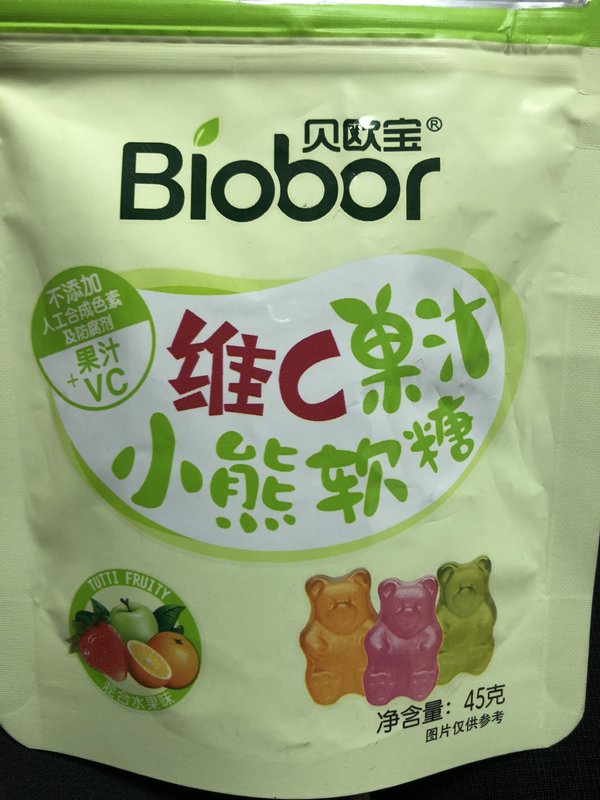 贝欧宝®
Biobor
不添加
人工合成色素
及防腐剂
果汁
+VC
维C果汁
小熊软糖
TUTTI FRUITY
混合水果味
净含量：45克
图片仅供参考